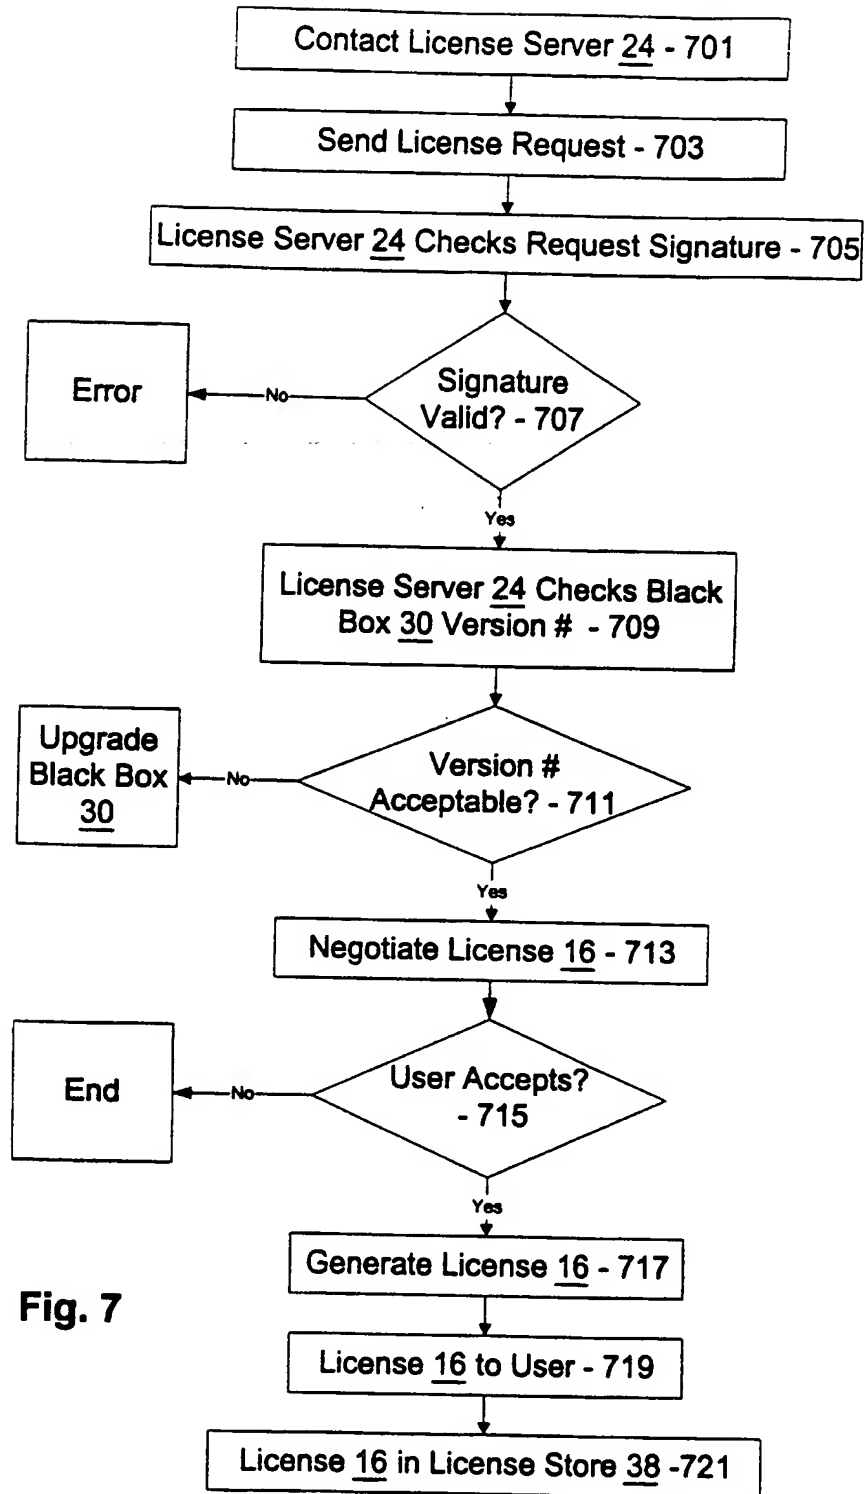 Contact License Server 24 - 701
Send License Request - 703
License Server 24 Checks Request Signature - 705
Signature
Valid? - 707
No
Error
Yes
License Server 24 Checks Black
Box 30 Version # - 709
Version #
Acceptable? - 711
No
Upgrade
Black Box
30
Yes
Negotiate License 16 - 713
User Accepts?
- 715
No
End
Yes
Generate License 16 - 717
License 16 to User - 719
License 16 in License Store 38 -721
Fig. 7